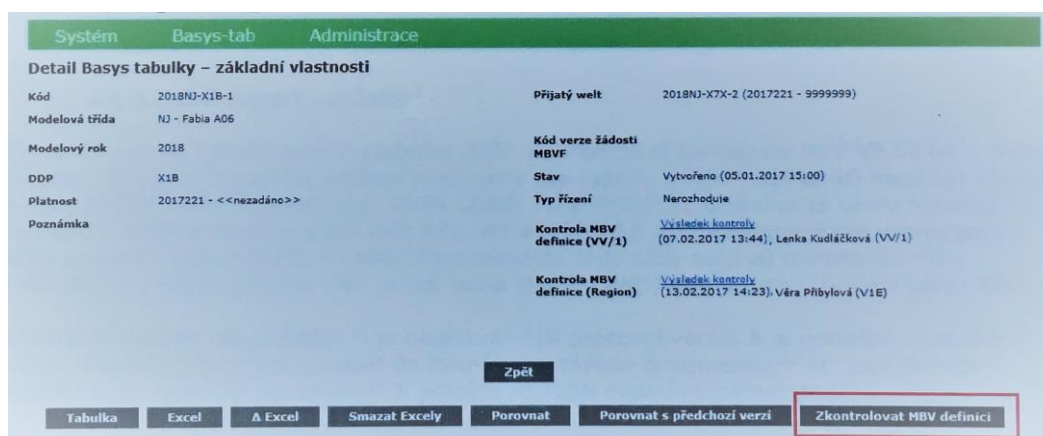 Systém Basys-tab Administrace
Detail Basys tabulky – základní vlastnosti
Kód 2018NJ-X1B-1 Přijatý welt 2018NJ-X7X-2 (2017221 - 9999999)
Modelová třída NJ - Fabia A06
Modelový rok 2018 Kód verze žádosti
MBVF
DDP X1B Stav Vytvořeno (05.01.2017 15:00)
Platnost 2017221 - <<nezadáno>> Typ řízení Nerozhoduje
Poznámka Kontrola MBV
definice (VV/1) Výsledek kontroly
(07.02.2017 13:44), Lenka Kudláčková (VV/1)
Kontrola MBV
definice (Region) Výsledek kontroly
(13.02.2017 14:23), Věra Přibylová (V1E)
Zpět
Tabulka Excel Δ Excel Smazat Excely Porovnat Porovnat s předchozí verzí Zkontrolovat MBV definici